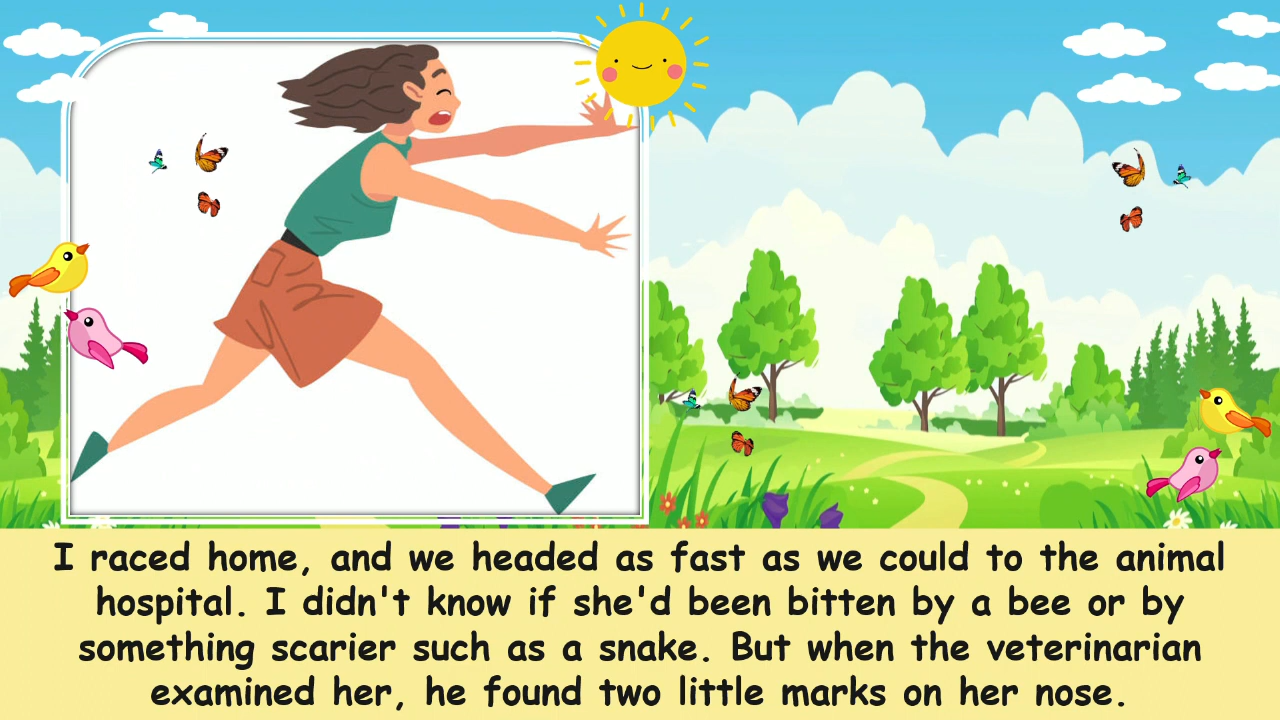 I raced home, and we headed as fast as we could to the animal
hospital. I didn't know if she'd been bitten by a bee or by
something scarier such as a snake. But when the veterinarian
examined her, he found two little marks on her nose.